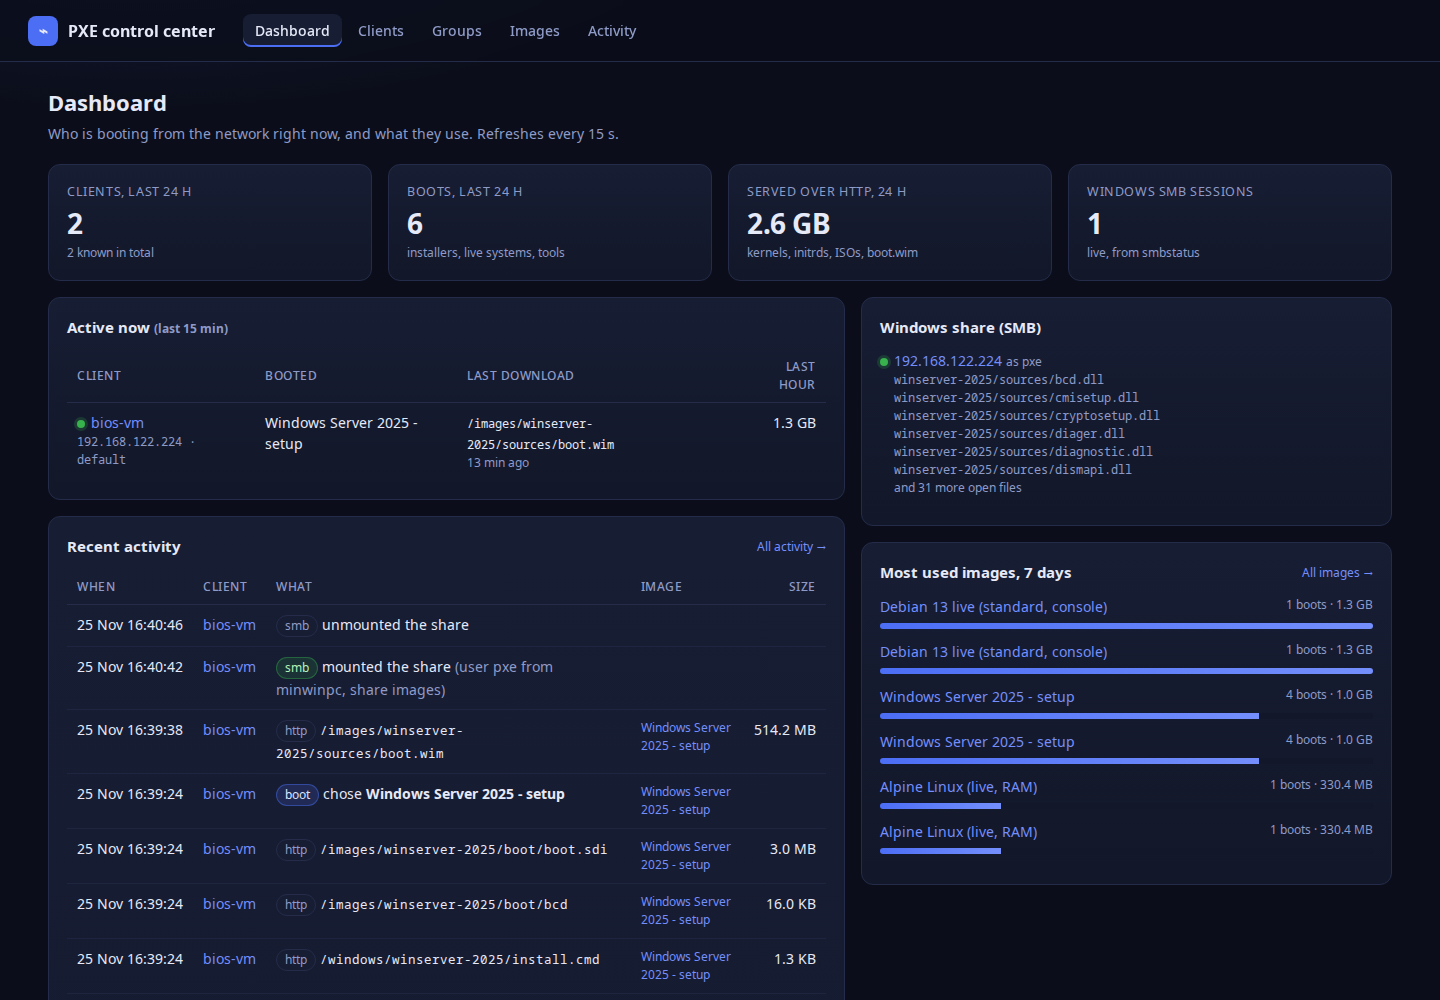 PXE control center
Dashboard
Clients
Groups
Images
Activity
Dashboard
Who is booting from the network right now, and what they use. Refreshes every 15 s.
CLIENTS, LAST 24 H
2
2 known in total
BOOTS, LAST 24 H
6
installers, live systems, tools
SERVED OVER HTTP, 24 H
2.6 GB
kernels, initrds, ISOs, boot.wim
WINDOWS SMB SESSIONS
1
live, from smbstatus
Active now (last 15 min)
CLIENT BOOTED LAST DOWNLOAD LAST
HOUR
bios-vm
192.168.122.224 ·
default
Windows Server 2025 -
setup
/images/winserver-
2025/sources/boot.wim
13 min ago
1.3 GB
Windows share (SMB)
192.168.122.224 as pxe
winserver-2025/sources/bcd.dll
winserver-2025/sources/cmisetup.dll
winserver-2025/sources/cryptosetup.dll
winserver-2025/sources/diager.dll
winserver-2025/sources/diagnostic.dll
winserver-2025/sources/dismapi.dll
and 31 more open files
Recent activity
All activity →
WHEN CLIENT WHAT IMAGE SIZE
25 Nov 16:40:46 bios-vm smb unmounted the share
25 Nov 16:40:42 bios-vm smb mounted the share (user pxe from
minwinpc, share images)
25 Nov 16:39:38 bios-vm http /images/winserver-
2025/sources/boot.wim
Windows Server
2025 - setup
514.2 MB
25 Nov 16:39:24 bios-vm boot chose Windows Server 2025 - setup
Windows Server
2025 - setup
25 Nov 16:39:24 bios-vm http /images/winserver-2025/boot/boot.sdi
Windows Server
2025 - setup
3.0 MB
25 Nov 16:39:24 bios-vm http /images/winserver-2025/boot/bcd
Windows Server
2025 - setup
16.0 KB
25 Nov 16:39:24 bios-vm http /windows/winserver-2025/install.cmd
Windows Server
2025 - setup
1.3 KB
Most used images, 7 days
All images →
Debian 13 live (standard, console) 1 boots · 1.3 GB
Debian 13 live (standard, console) 1 boots · 1.3 GB
Windows Server 2025 - setup 4 boots · 1.0 GB
Windows Server 2025 - setup 4 boots · 1.0 GB
Alpine Linux (live, RAM) 1 boots · 330.4 MB
Alpine Linux (live, RAM) 1 boots · 330.4 MB